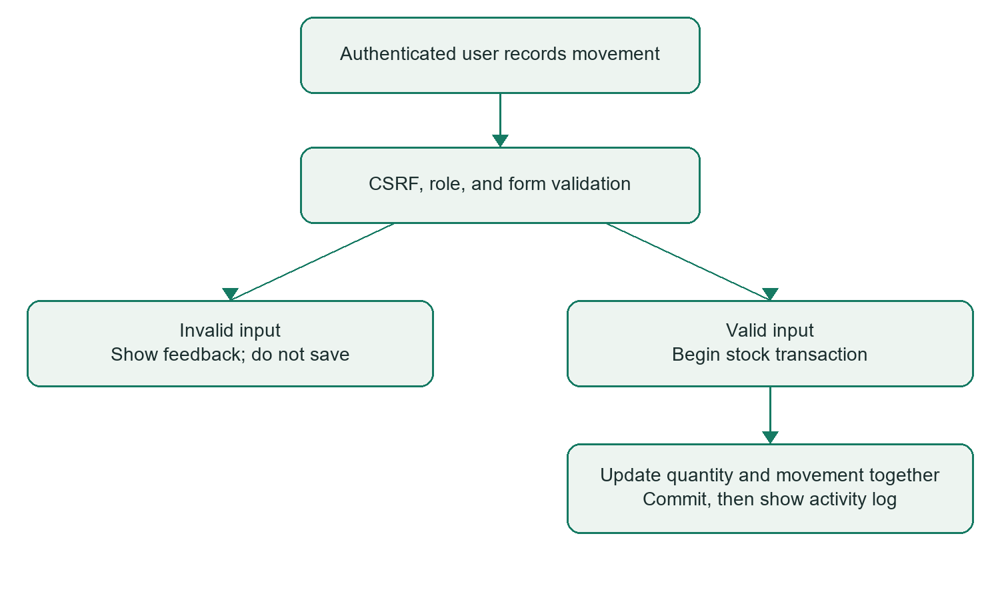 Authenticated user records movement
CSRF, role, and form validation
Invalid input
Show feedback; do not save
Valid input
Begin stock transaction
Update quantity and movement together
Commit, then show activity log